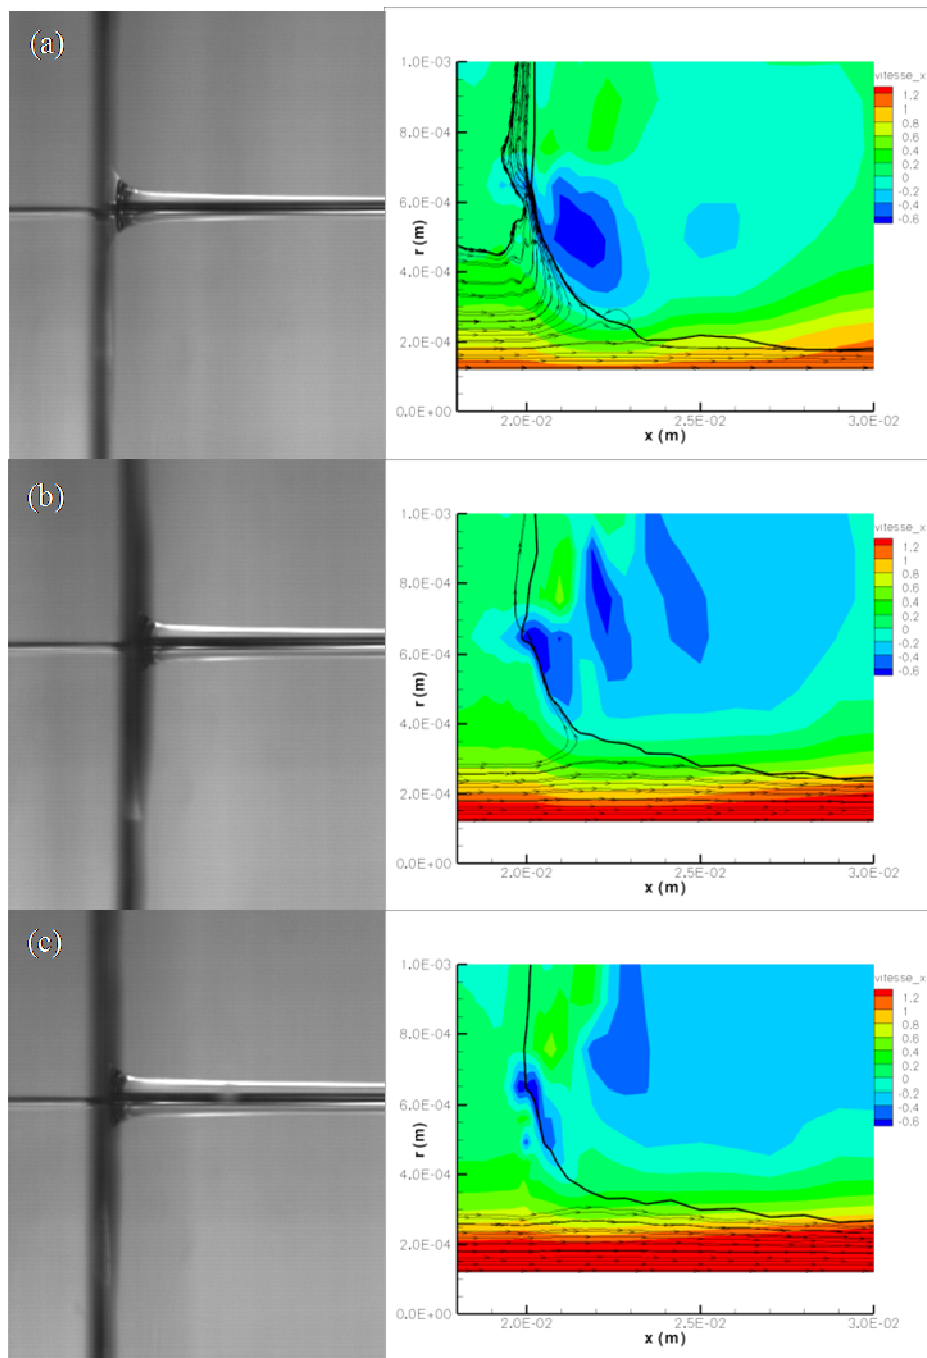 (a)
vitesse_x
1.2
1
0.8
0.6
0.4
0.2
0
-0.2
-0.4
-0.6
1.0E-03
8.0E-04
6.0E-04
4.0E-04
2.0E-04
0.0E+00
r (m)
2.0E-02
2.5E-02
3.0E-02
x (m)
(b)
vitesse_x
1.2
1
0.8
0.6
0.4
0.2
0
-0.2
-0.4
-0.6
1.0E-03
8.0E-04
6.0E-04
4.0E-04
2.0E-04
0.0E+00
r (m)
2.0E-02
2.5E-02
3.0E-02
x (m)
(c)
vitesse_x
1.2
1
0.8
0.6
0.4
0.2
0
-0.2
-0.4
-0.6
1.0E-03
8.0E-04
6.0E-04
4.0E-04
2.0E-04
0.0E+00
r (m)
2.0E-02
2.5E-02
3.0E-02
x (m)